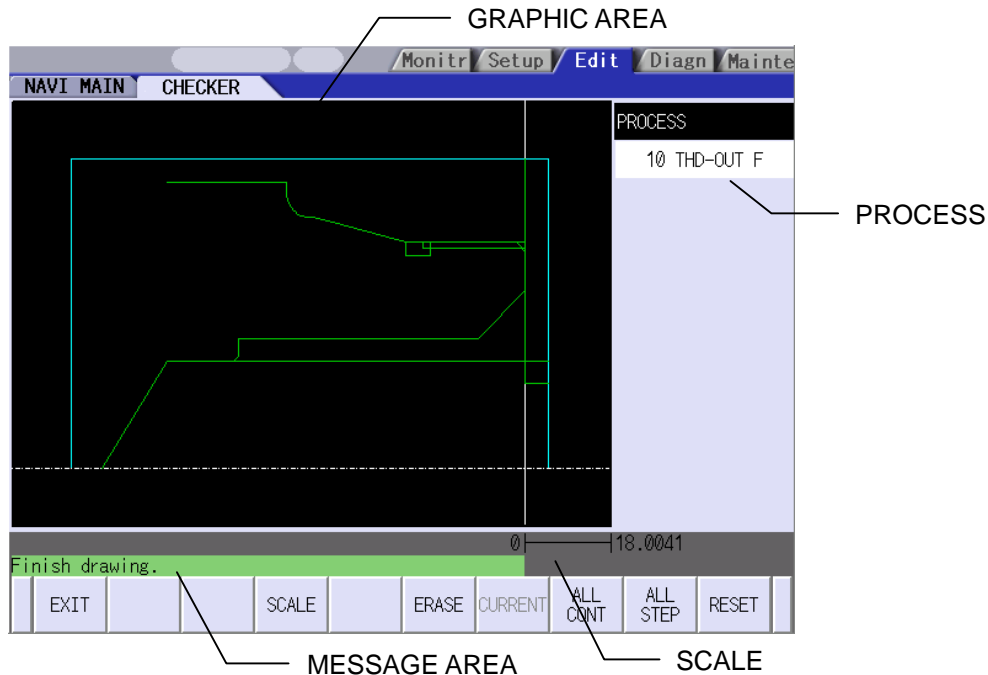 GRAPHIC AREA
Monitr Setup Edit Diagn Mainte
NAVI MAIN CHECKER
PROCESS
10 THD-OUT F
PROCESS
0 18.0041
Finish drawing.
EXIT SCALE ERASE CURRENT ALL CONT ALL STEP RESET
MESSAGE AREA SCALE